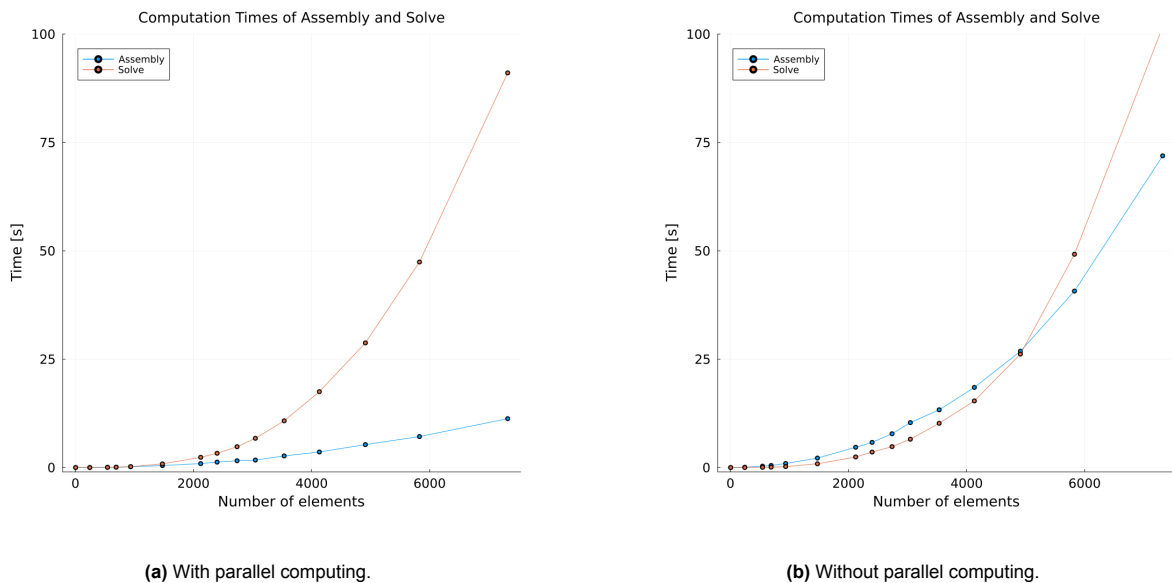 Computation Times of Assembly and Solve
100
75
50
25
0
Time [s]
Assembly
Solve
0 2000 4000 6000
Number of elements
(a) With parallel computing.
Computation Times of Assembly and Solve
100
75
50
25
0
Time [s]
Assembly
Solve
0 2000 4000 6000
Number of elements
(b) Without parallel computing.